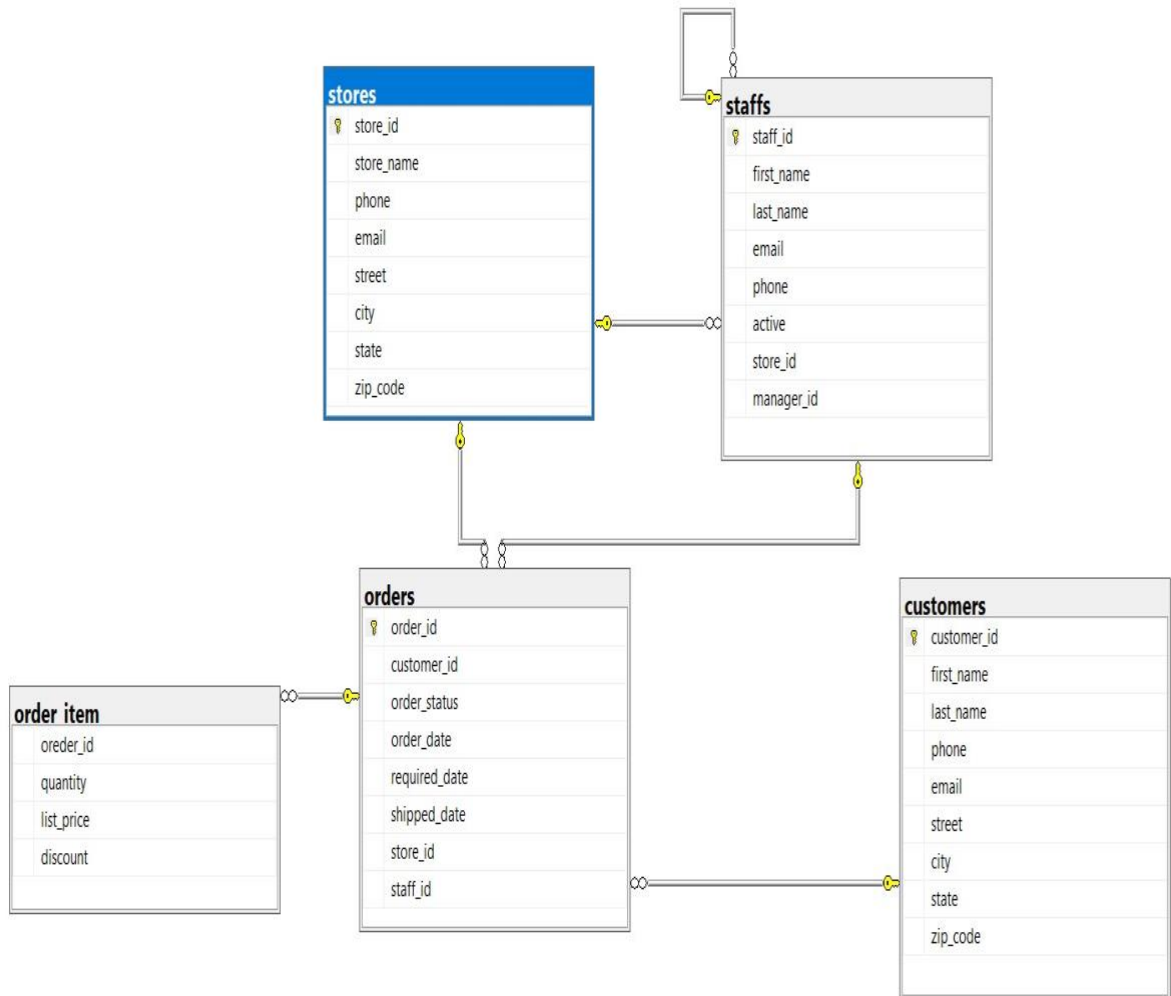 stores
store_id
store_name
phone
email
street
city
state
zip_code
staffs
staff_id
first_name
last_name
email
phone
active
store_id
manager_id
orders
order_id
customer_id
order_status
order_date
required_date
shipped_date
store_id
staff_id
order_item
oreder_id
quantity
list_price
discount
customers
customer_id
first_name
last_name
phone
email
street
city
state
zip_code